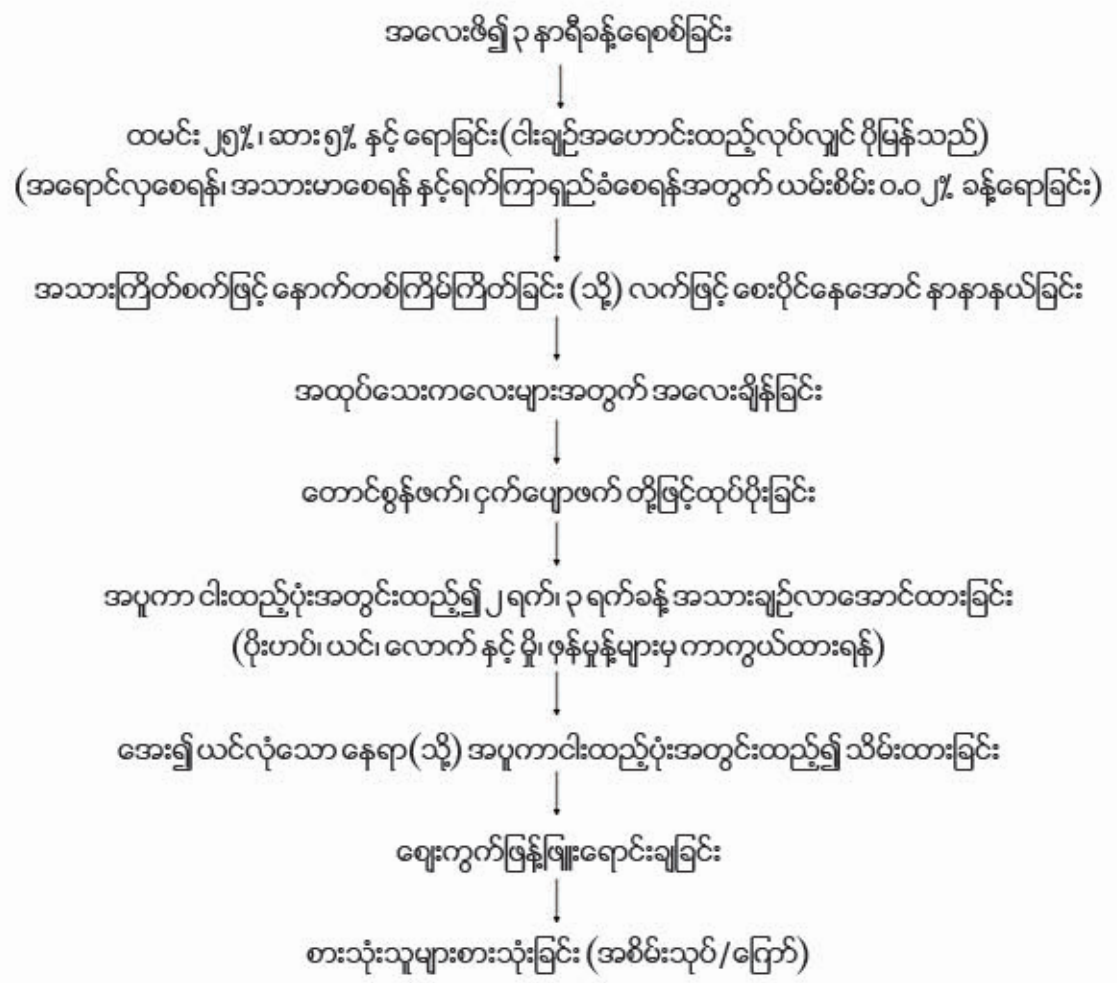 အလေးဖိ၍ ၃ နာရီခန့်ရေစစ်ခြင်း
ထမင်း ၂၅%၊ ဆား ၅% နှင့် ရောခြင်း (ငါးချဉ်အဟောင်းထည့်လုပ်လျှင် ပိုမြန်သည်)
(အရောင်လှစေရန်၊ အသားမာစေရန် နှင့်ရက်ကြာရှည်ခံစေရန်အတွက် ယမ်းစိမ်း ၀.၀၂% ခန့်ရောခြင်း)
အသားကြိတ်စက်ဖြင့် နောက်တစ်ကြိမ်ကြိတ်ခြင်း (သို့) လက်ဖြင့် စေးပိုင်နေအောင် နာနာနယ်ခြင်း
အထုပ်သေးကလေးများအတွက် အလေးချိန်ခြင်း
တောင်စွန်ဖက်၊ ငှက်ပျောဖက် တို့ဖြင့်ထုပ်ပိုးခြင်း
အပူကာ ငါးထည့်ပုံးအတွင်းထည့်၍ ၂ ရက်၊ ၃ ရက်ခန့် အသားချဉ်လာအောင်ထားခြင်း
(ပိုးဟပ်၊ ယင်၊ လောက် နှင့် မှို၊ ဖုန်မှုန့်များမှ ကာကွယ်ထားရန်)
အေး၍ ယင်လုံသော နေရာ (သို့) အပူကာငါးထည့်ပုံးအတွင်းထည့်၍ သိမ်းထားခြင်း
ဈေးကွက်ဖြန့်ဖြူးရောင်းချခြင်း
စားသုံးသူများစားသုံးခြင်း (အစိမ်းသုပ်/ကြော်)